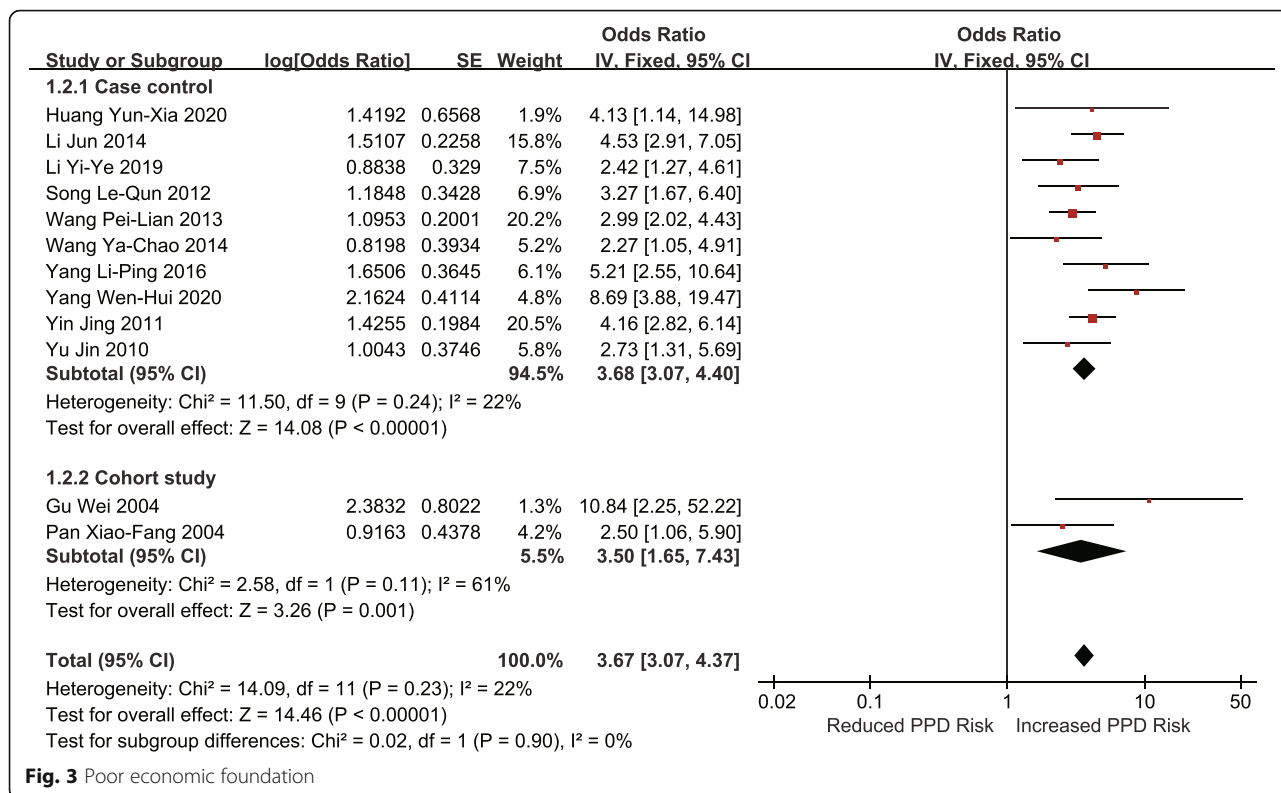 Odds Ratio Odds Ratio
Study or Subgroup log[Odds Ratio] SE Weight IV, Fixed, 95% CI IV, Fixed, 95% CI
1.2.1 Case control
Huang Yun-Xia 2020 1.4192 0.6568 1.9% 4.13 [1.14, 14.98]
Li Jun 2014 1.5107 0.2258 15.8% 4.53 [2.91, 7.05]
Li Yi-Ye 2019 0.8838 0.329 7.5% 2.42 [1.27, 4.61]
Song Le-Qun 2012 1.1848 0.3428 6.9% 3.27 [1.67, 6.40]
Wang Pei-Lian 2013 1.0953 0.2001 20.2% 2.99 [2.02, 4.43]
Wang Ya-Chao 2014 0.8198 0.3934 5.2% 2.27 [1.05, 4.91]
Yang Li-Ping 2016 1.6506 0.3645 6.1% 5.21 [2.55, 10.64]
Yang Wen-Hui 2020 2.1624 0.4114 4.8% 8.69 [3.88, 19.47]
Yin Jing 2011 1.4255 0.1984 20.5% 4.16 [2.82, 6.14]
Yu Jin 2010 1.0043 0.3746 5.8% 2.73 [1.31, 5.69]
Subtotal (95% CI) 94.5% 3.68 [3.07, 4.40]
Heterogeneity: Chi² = 11.50, df = 9 (P = 0.24); I² = 22%
Test for overall effect: Z = 14.08 (P < 0.00001)
1.2.2 Cohort study
Gu Wei 2004 2.3832 0.8022 1.3% 10.84 [2.25, 52.22]
Pan Xiao-Fang 2004 0.9163 0.4378 4.2% 2.50 [1.06, 5.90]
Subtotal (95% CI) 5.5% 3.50 [1.65, 7.43]
Heterogeneity: Chi² = 2.58, df = 1 (P = 0.11); I² = 61%
Test for overall effect: Z = 3.26 (P = 0.001)
Total (95% CI) 100.0% 3.67 [3.07, 4.37]
Heterogeneity: Chi² = 14.09, df = 11 (P = 0.23); I² = 22%
Test for overall effect: Z = 14.46 (P < 0.00001)
Test for subgroup differences: Chi² = 0.02, df = 1 (P = 0.90), I² = 0%
0.02 0.1 1 10 50
Reduced PPD Risk Increased PPD Risk
Fig. 3 Poor economic foundation